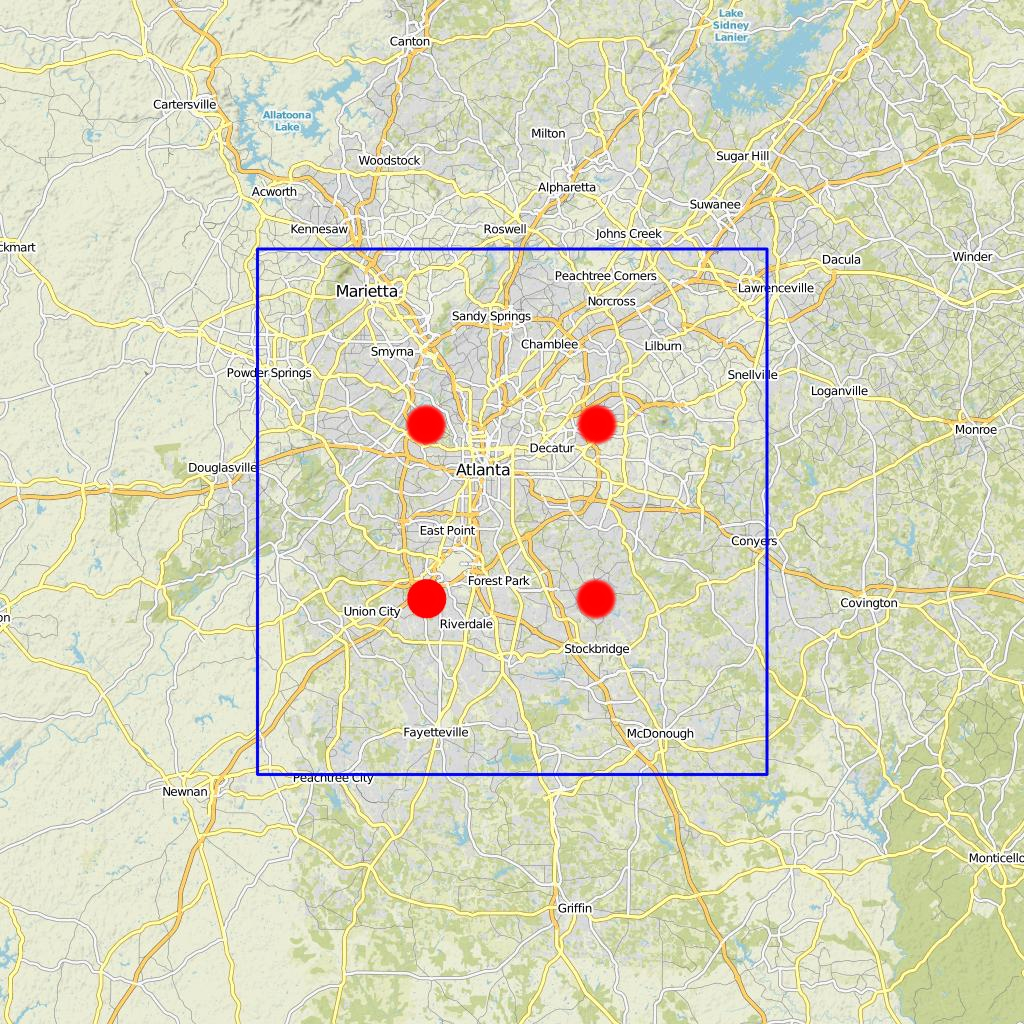 Lake
Sidney
Lanier
Canton
Cartersville
Allatoona
Lake
Milton
Woodstock
Sugar Hill
Acworth
Alpharetta
Suwanee
Kennesaw
Roswell
Johns Creek
ckmart
Dacula
Winder
Peachtree Corners
Marietta
Lawrenceville
Norcross
Sandy Springs
Smyrna
Chamblee
Lilburn
Powder Springs
Snellville
Loganville
Monroe
Decatur
Douglasville
Atlanta
East Point
Conyers
Forest Park
Covington
Union City
on
Riverdale
Stockbridge
Fayetteville
McDonough
Peachtree City
Newnan
Monticello
Griffin